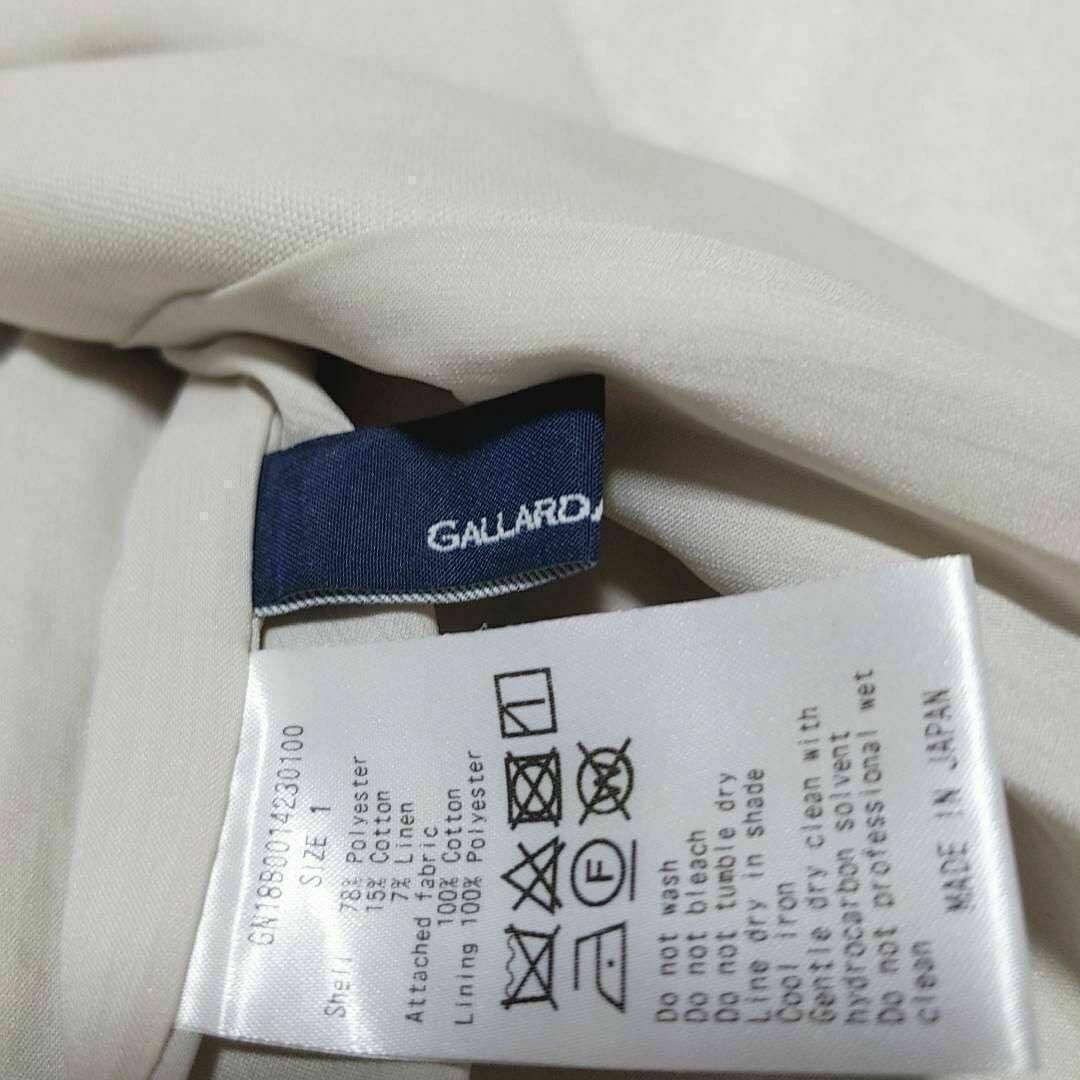 GALLARDA
GN18B0014230100
SIZE 1
Shell 78% Polyester
15% Cotton
7% Linen
Attached fabric
100% Cotton
Lining 100% Polyester
W
F
Do not wash
Do not bleach
Do not tumble dry
Line dry in shade
Cool iron
Gentle dry clean with
hydrocarbon solvent
Do not professional wet
clean
MADE IN JAPAN